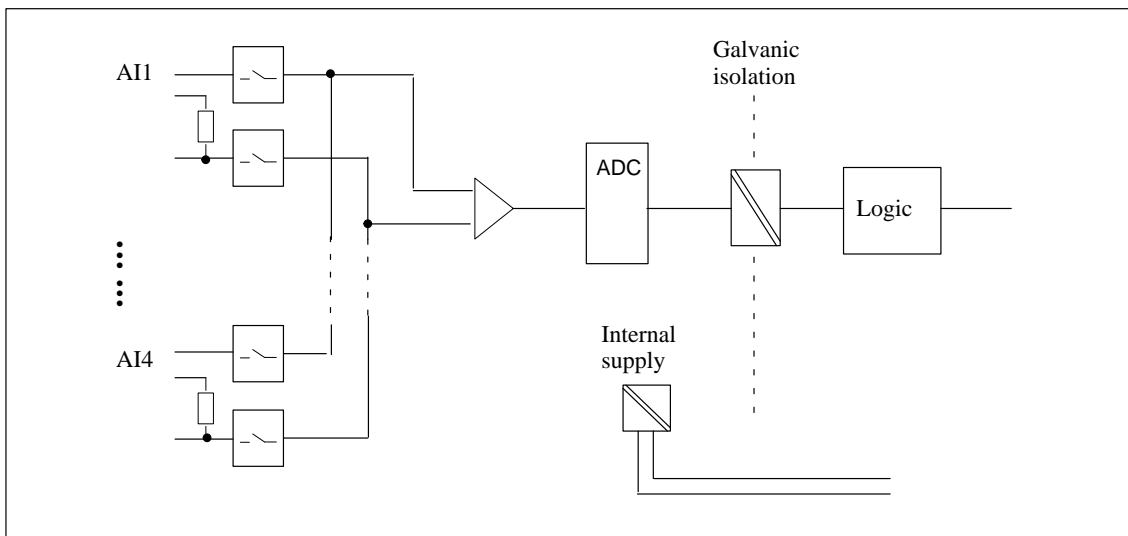 Galvanic
isolation
AI1
ADC
Logic
Internal
supply
AI4